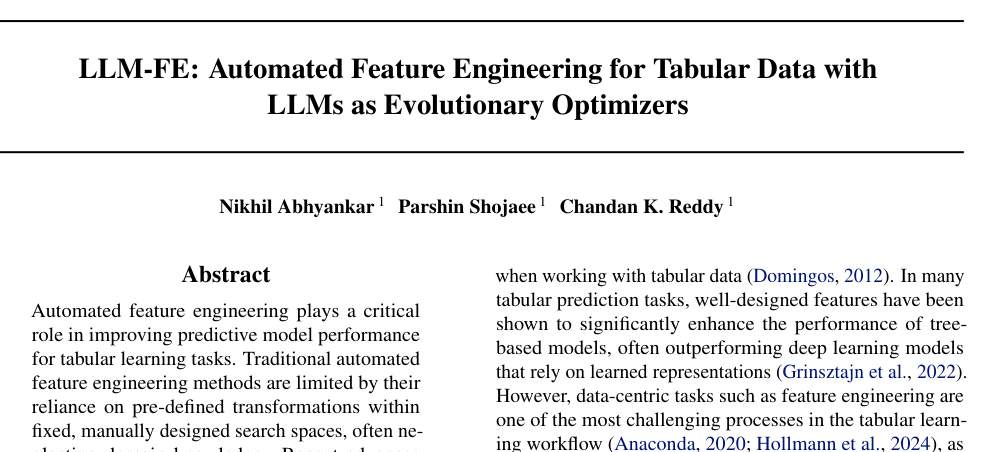 LLM-FE: Automated Feature Engineering for Tabular Data with
LLMs as Evolutionary Optimizers
Nikhil Abhyankar 1 Parshin Shojaee 1 Chandan K. Reddy 1
Abstract
Automated feature engineering plays a critical
role in improving predictive model performance
for tabular learning tasks. Traditional automated
feature engineering methods are limited by their
reliance on pre-defined transformations within
fixed, manually designed search spaces, often ne-
when working with tabular data (Domingos, 2012). In many
tabular prediction tasks, well-designed features have been
shown to significantly enhance the performance of tree-
based models, often outperforming deep learning models
that rely on learned representations (Grinsztajn et al., 2022).
However, data-centric tasks such as feature engineering are
one of the most challenging processes in the tabular learn-
ing workflow (Anaconda, 2020; Hollmann et al., 2024), as